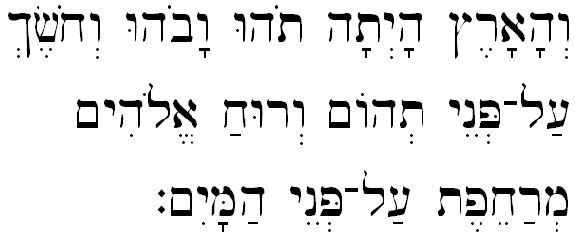 וְהָאָרֶץ הָיְתָה תֹהוּ וָבֹהוּ וְחֹשֶׁךְ
עַל־פְּנֵי תְהוֹם וְרוּחַ אֱלֹהִים
מְרַחֶפֶת עַל־פְּנֵי הַמָּיִם׃